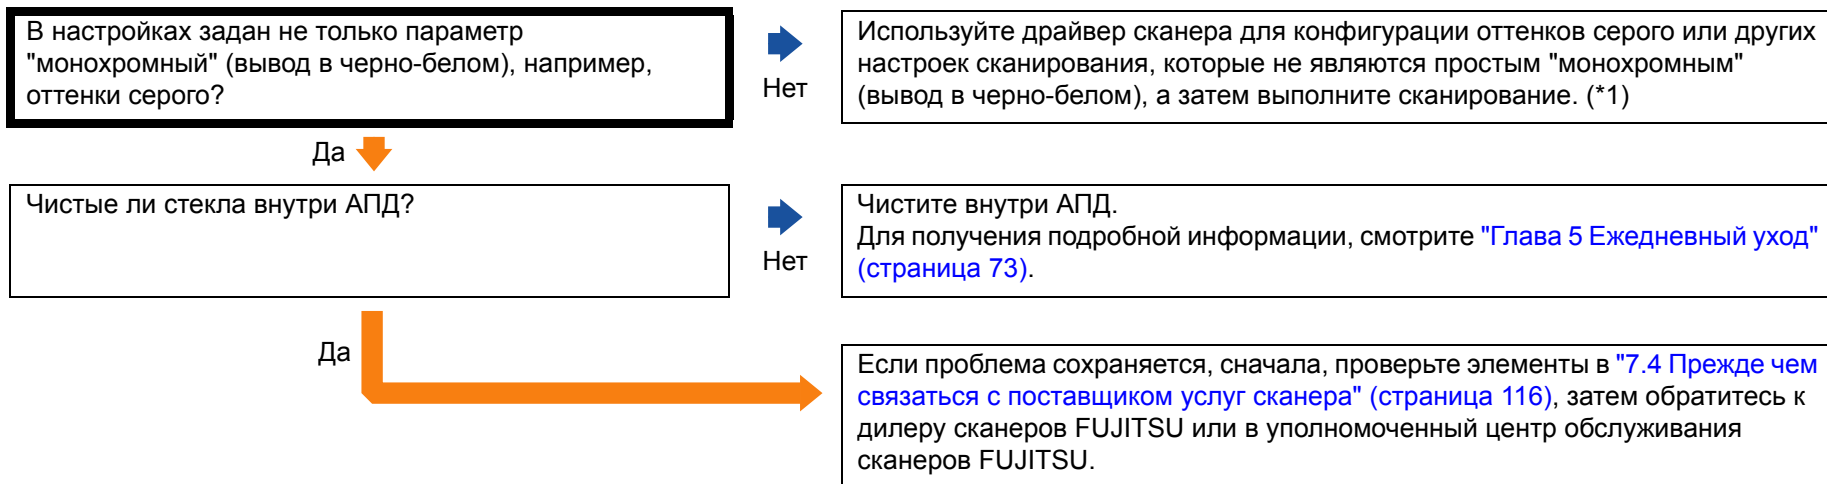 В настройках задан не только параметр
"монохромный" (вывод в черно-белом), например,
оттенки серого?
Нет
Используйте драйвер сканера для конфигурации оттенков серого или других
настроек сканирования, которые не являются простым "монохромным"
(вывод в черно-белом), а затем выполните сканирование. (*1)
Да
Чистые ли стекла внутри АПД?
Нет
Чистите внутри АПД.
Для получения подробной информации, смотрите "Глава 5 Ежедневный уход"
(страница 73).
Да
Если проблема сохраняется, сначала, проверьте элементы в "7.4 Прежде чем
связаться с поставщиком услуг сканера" (страница 116), затем обратитесь к
дилеру сканеров FUJITSU или в уполномоченный центр обслуживания
сканеров FUJITSU.